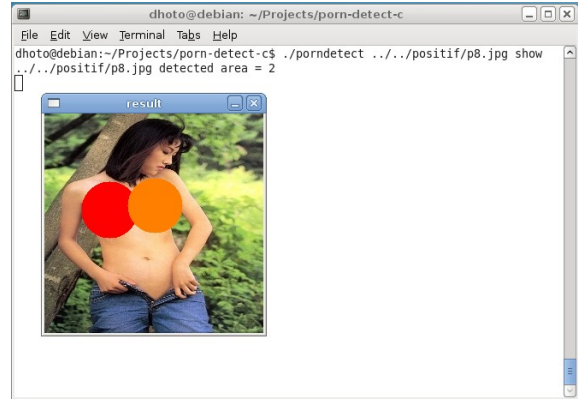 dhoto@debian: ~/Projects/porn-detect-c
File Edit View Terminal Tabs Help
dhoto@debian:~/Projects/porn-detect-c$ ./porndetect ../../positif/p8.jpg show
../../positif/p8.jpg detected area = 2
result